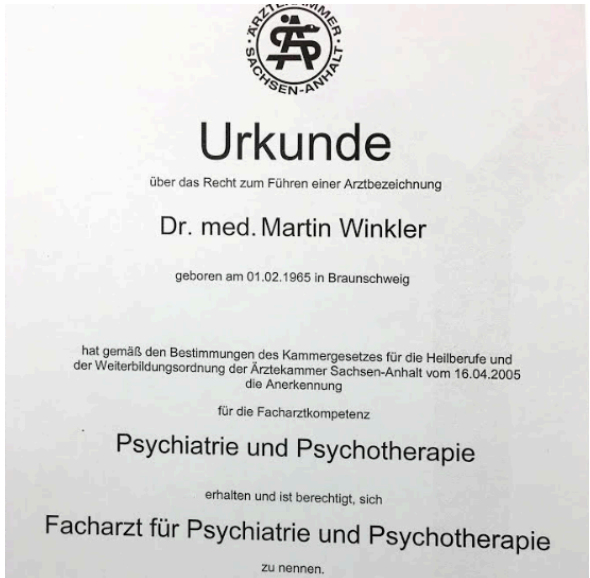 ÄRZTEKAMMER
SACHSEN-ANHALT
Urkunde
über das Recht zum Führen einer Arztbezeichnung
Dr. med. Martin Winkler
geboren am 01.02.1965 in Braunschweig
hat gemäß den Bestimmungen des Kammergesetzes für die Heilberufe und
der Weiterbildungsordnung der Ärztekammer Sachsen-Anhalt vom 16.04.2005
die Anerkennung
für die Facharztkompetenz
Psychiatrie und Psychotherapie
erhalten und ist berechtigt, sich
Facharzt für Psychiatrie und Psychotherapie
zu nennen.